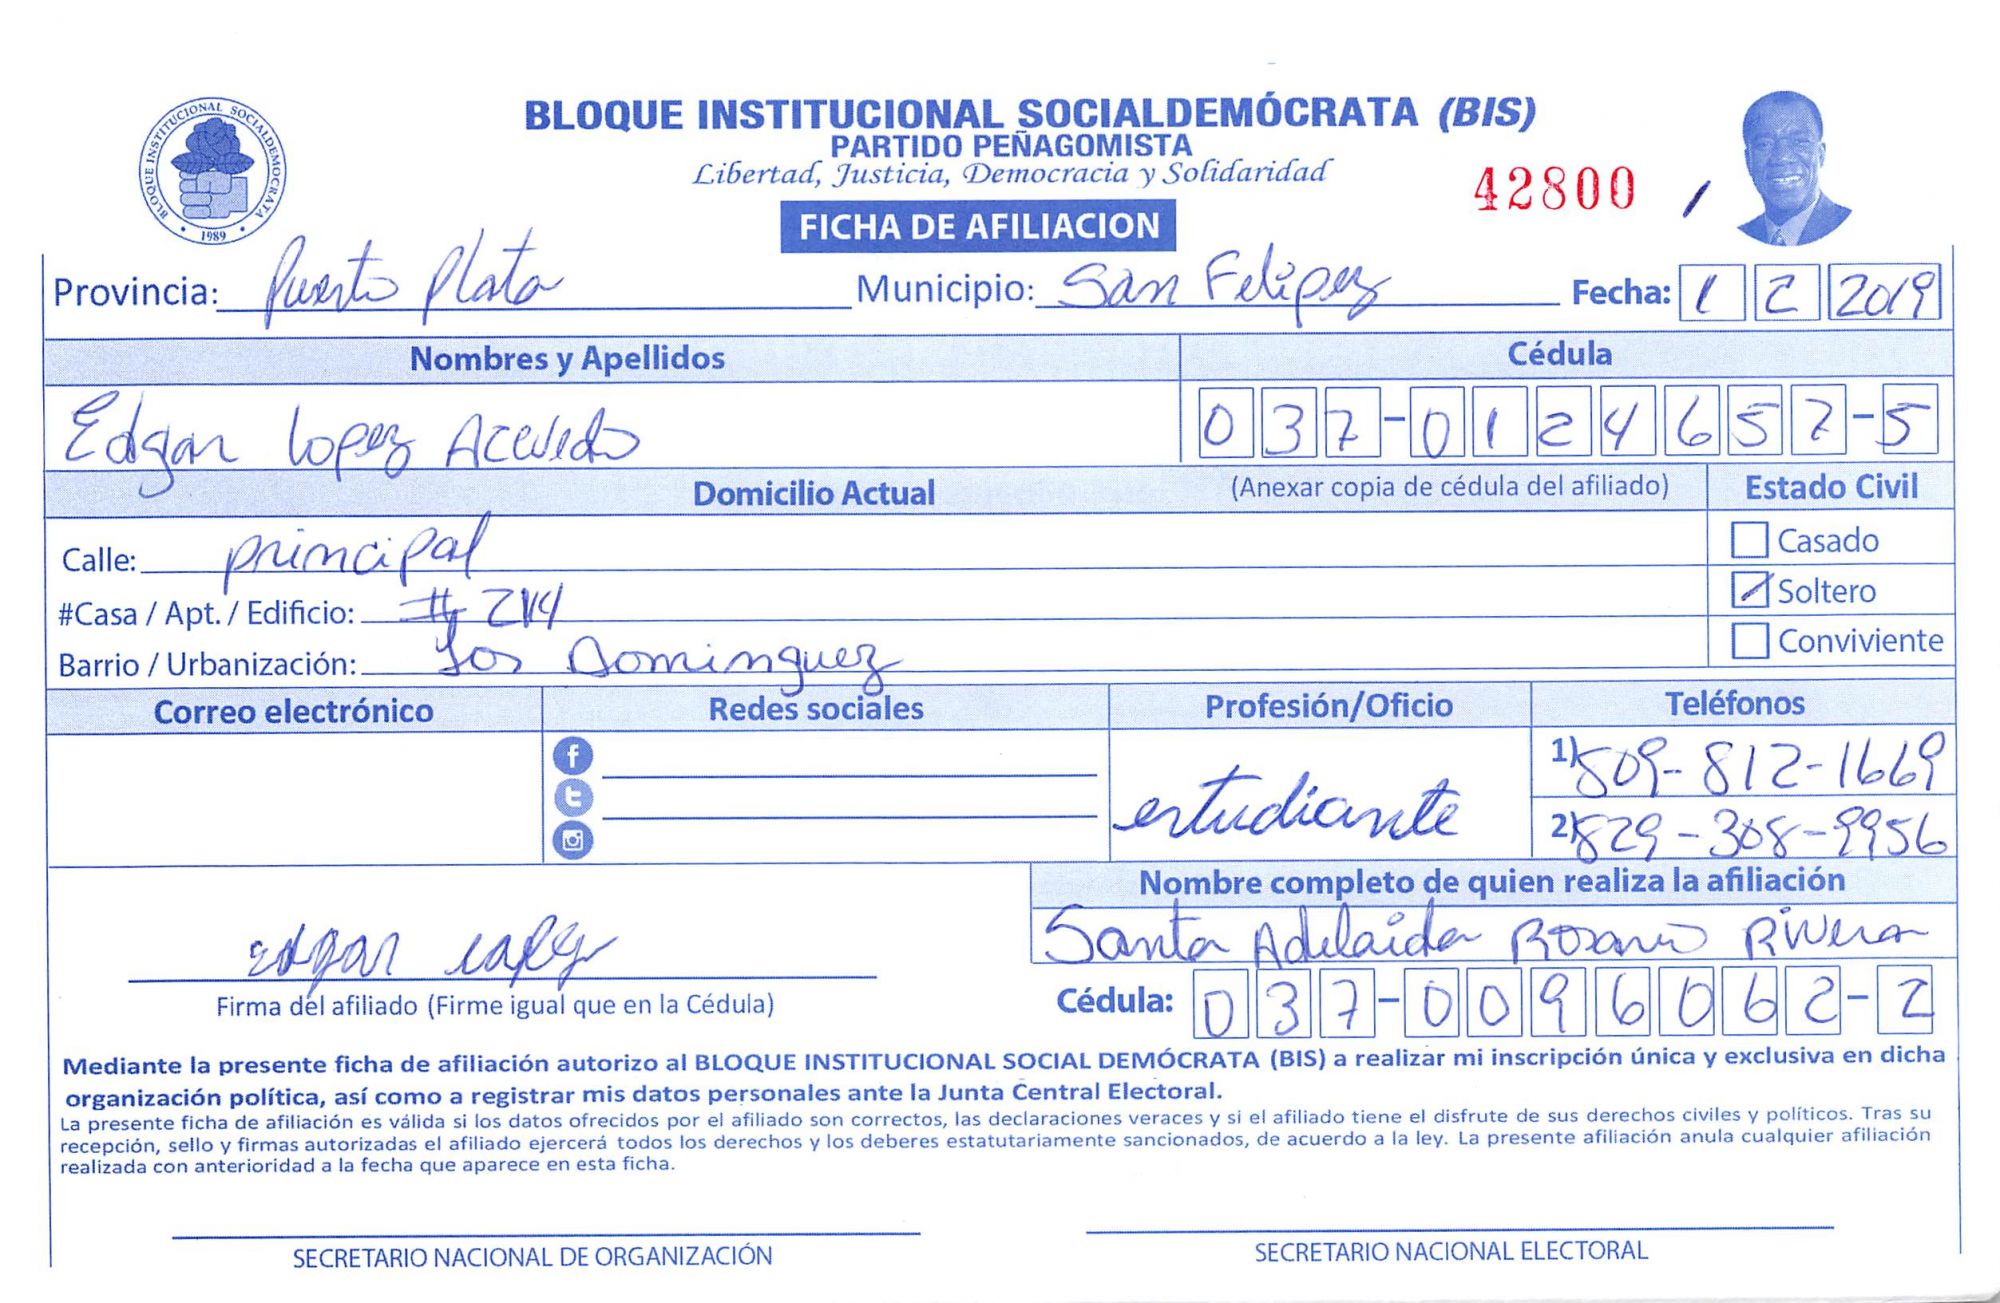 BLOQUE INSTITUCIONAL SOCIALDEMOCRATA
1989
BLOQUE INSTITUCIONAL SOCIALDEMÓCRATA (BIS)
PARTIDO PEÑAGOMISTA
Libertad, Justicia, Democracia y Solidaridad
42800
FICHA DE AFILIACION
Provincia: Puerto Plata Municipio: San Felipez Fecha: 1 2 2019
Nombres y Apellidos Cédula
Edgar Lopez Acevedo 037-0124657-5
Domicilio Actual (Anexar copia de cédula del afiliado) Estado Civil
Calle: principal Casado
#Casa / Apt. / Edificio: # 214 Soltero
Barrio / Urbanización: Los Dominguez Conviviente
Correo electrónico Redes sociales Profesión/Oficio Teléfonos
estudiante
1) 809-812-1669
2) 829-308-9956
Nombre completo de quien realiza la afiliación
Santa Adelaida Rosario Rivera
Edgar Lopez
Firma del afiliado (Firme igual que en la Cédula) Cédula: 037-0096062-2
Mediante la presente ficha de afiliación autorizo al BLOQUE INSTITUCIONAL SOCIAL DEMÓCRATA (BIS) a realizar mi inscripción única y exclusiva en dicha
organización política, así como a registrar mis datos personales ante la Junta Central Electoral.
La presente ficha de afiliación es válida si los datos ofrecidos por el afiliado son correctos, las declaraciones veraces y si el afiliado tiene el disfrute de sus derechos civiles y políticos. Tras su
recepción, sello y firmas autorizadas el afiliado ejercerá todos los derechos y los deberes estatutariamente sancionados, de acuerdo a la ley. La presente afiliación anula cualquier afiliación
realizada con anterioridad a la fecha que aparece en esta ficha.
SECRETARIO NACIONAL DE ORGANIZACIÓN SECRETARIO NACIONAL ELECTORAL